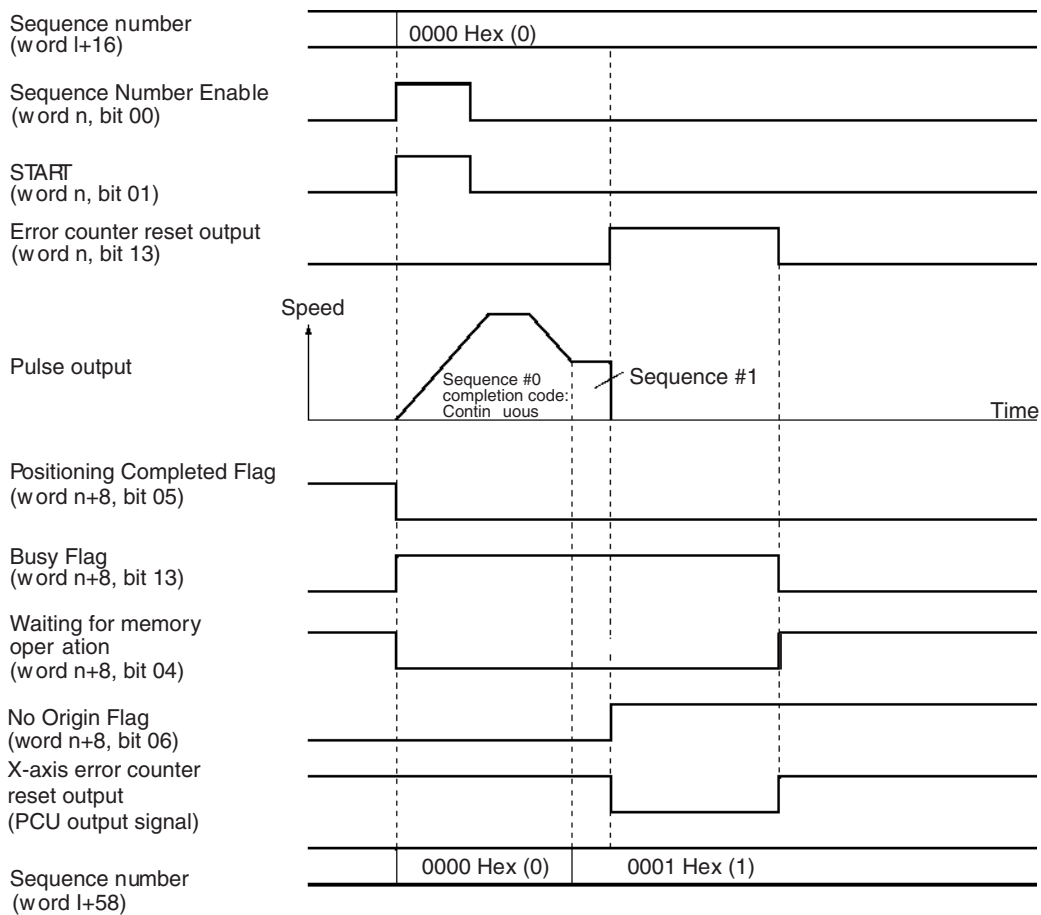 Sequence number
(word l+16)
0000 Hex (0)
Sequence Number Enable
(word n, bit 00)
START
(word n, bit 01)
Error counter reset output
(word n, bit 13)
Speed
Pulse output
Sequence #0
completion code:
Contin uous
Sequence #1
Time
Positioning Completed Flag
(word n+8, bit 05)
Busy Flag
(word n+8, bit 13)
Waiting for memory
oper ation
(word n+8, bit 04)
No Origin Flag
(word n+8, bit 06)
X-axis error counter
reset output
(PCU output signal)
Sequence number
(word l+58)
0000 Hex (0)
0001 Hex (1)